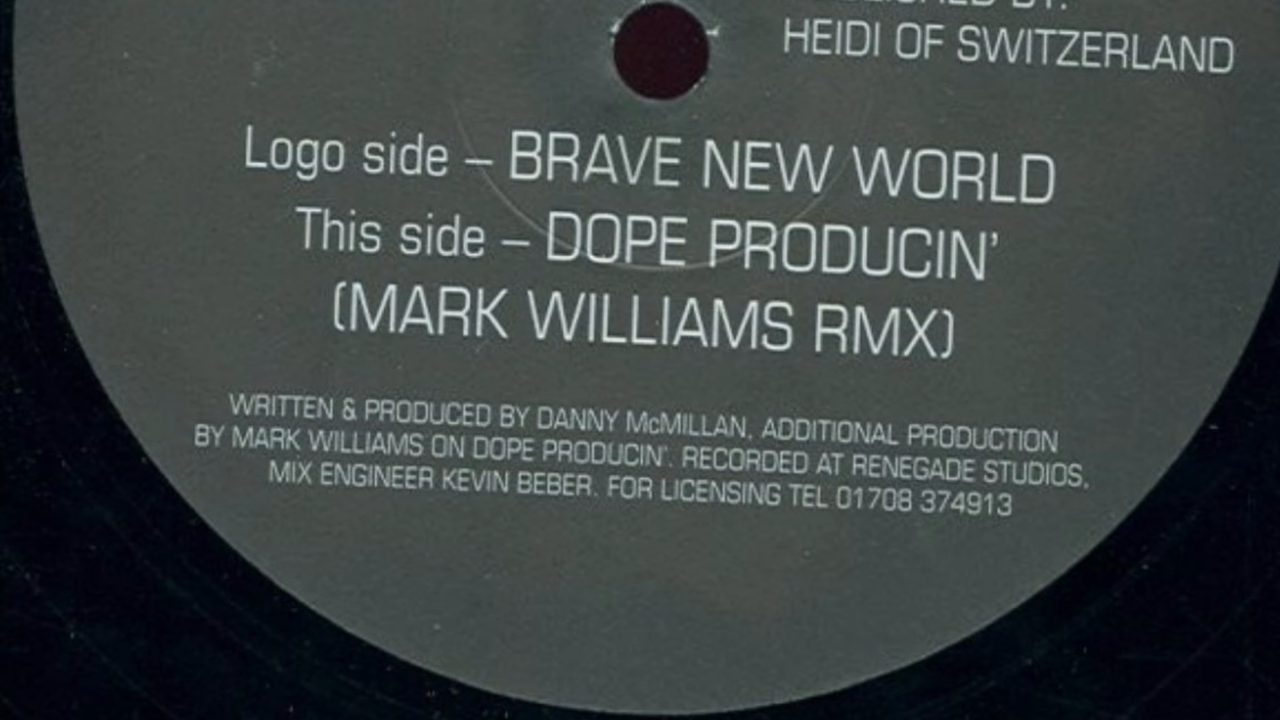 BY:
HEIDI OF SWITZERLAND
Logo side – BRAVE NEW WORLD
This side – DOPE PRODUCIN'
(MARK WILLIAMS RMX)
WRITTEN & PRODUCED BY DANNY McMILLAN, ADDITIONAL PRODUCTION
BY MARK WILLIAMS ON DOPE PRODUCIN'. RECORDED AT RENEGADE STUDIOS,
MIX ENGINEER KEVIN BEBER. FOR LICENSING TEL 01708 374913